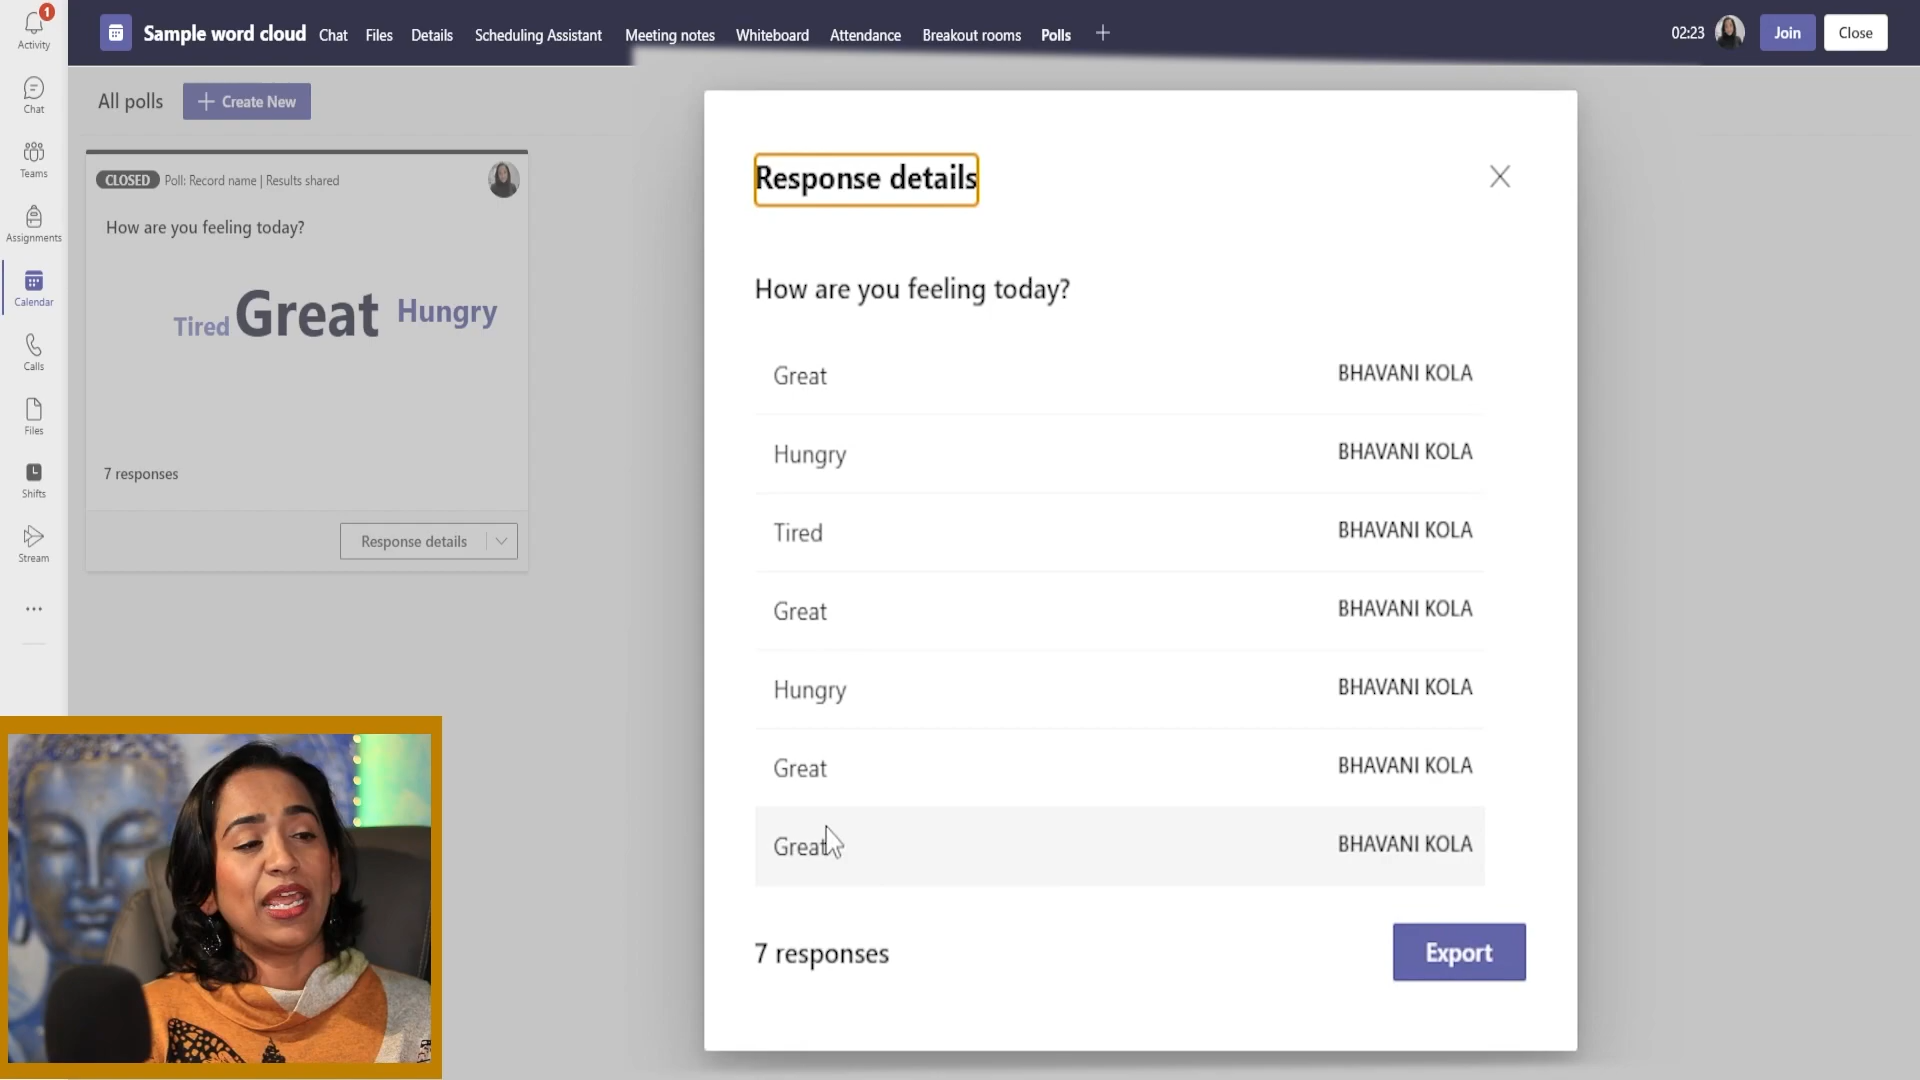 1
Activity
Chat
Teams
Assignments
Calendar
Calls
Files
Shifts
Stream
Sample word cloud Chat Files Details Scheduling Assistant Meeting notes Whiteboard Attendance Breakout rooms Polls
02:23 Join Close
All polls Create New
CLOSED Poll: Record name | Results shared
How are you feeling today?
Tired Great Hungry
7 responses
Response details
Response details
How are you feeling today?
Great BHAVANI KOLA
Hungry BHAVANI KOLA
Tired BHAVANI KOLA
Great BHAVANI KOLA
Hungry BHAVANI KOLA
Great BHAVANI KOLA
Great BHAVANI KOLA
7 responses Export